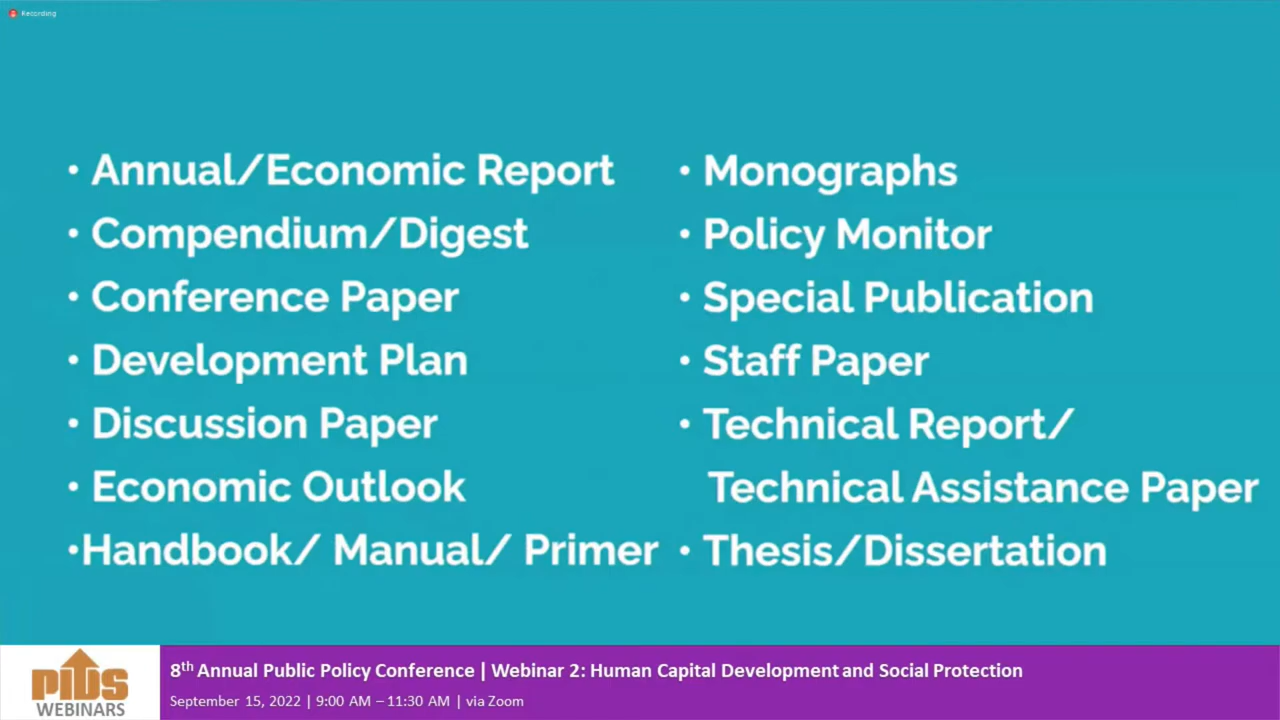 Recording
• Annual/Economic Report
• Compendium/Digest
• Conference Paper
• Development Plan
• Discussion Paper
• Economic Outlook
•Handbook/ Manual/ Primer
• Monographs
• Policy Monitor
• Special Publication
• Staff Paper
• Technical Report/
Technical Assistance Paper
• Thesis/Dissertation
pids
WEBINARS
8th Annual Public Policy Conference | Webinar 2: Human Capital Development and Social Protection
September 15, 2022 | 9:00 AM – 11:30 AM | via Zoom